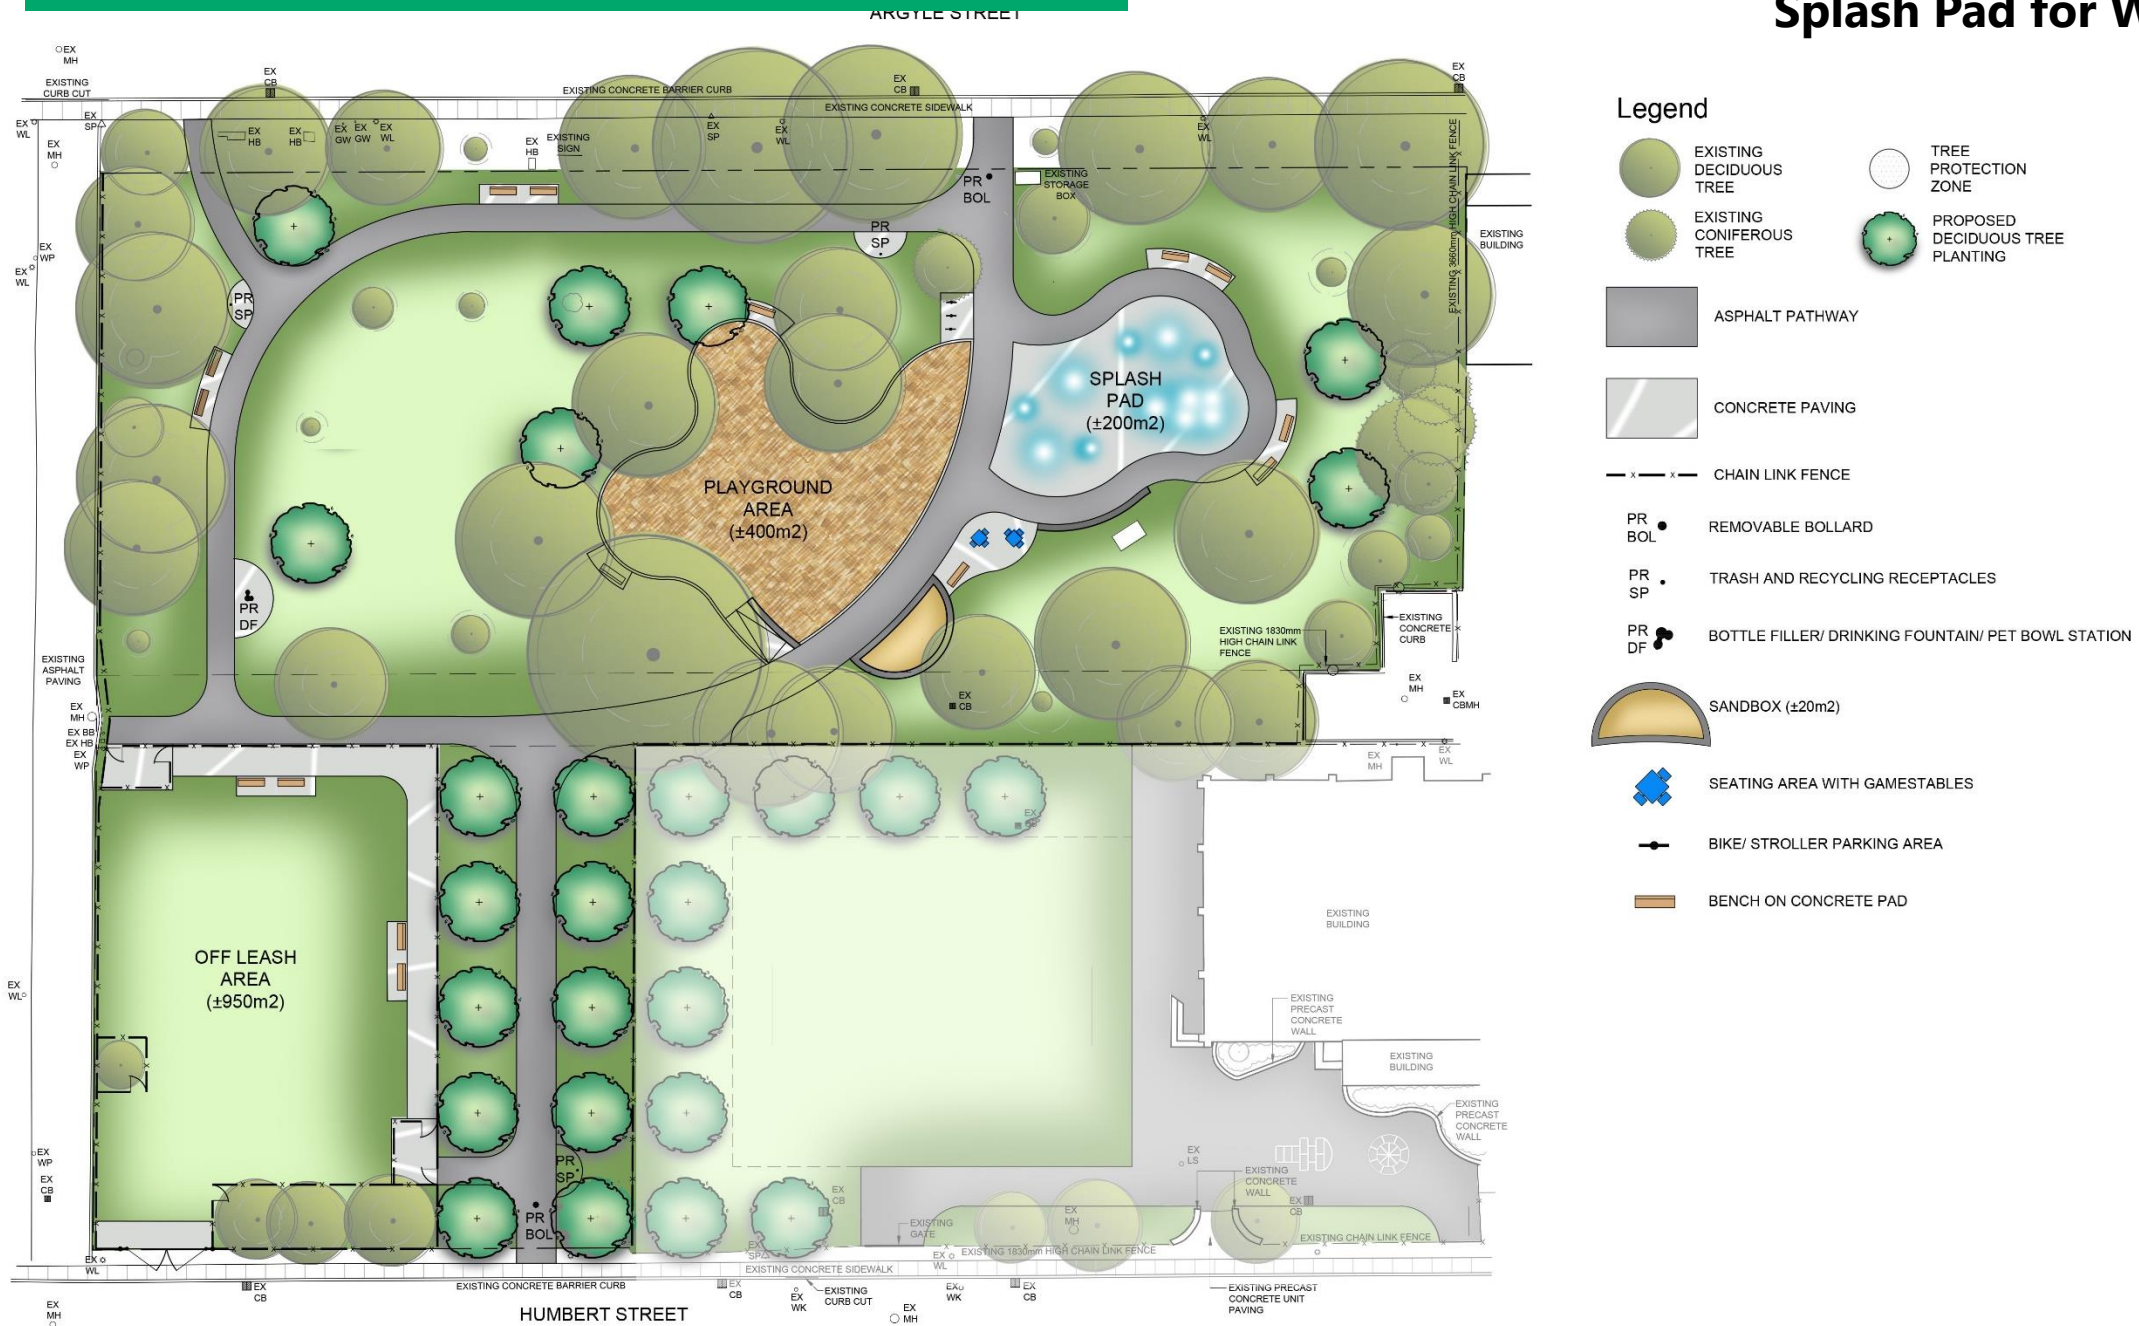 ARGYLE STREET
Splash Pad for W
EX
MH
EXISTING
CURB CUT
EX
CB
EXISTING CONCRETE BARRIER CURB
EX
CB
EXISTING CONCRETE SIDEWALK
EX
CB
EX
WL
EX
SP
EX
MH
EX
HB
EX
HB
EX
GW
EX
GW
EX
WL
EX
HB
EXISTING
SIGN
EX
SP
EX
WL
EX
WL
PR
BOL
EXISTING
STORAGE
BOX
EXISTING 3660mm HIGH CHAIN LINK FENCE
EXISTING
BUILDING
EX
WP
EX
WL
PR
SP
PR
SP
SPLASH
PAD
(±200m2)
PLAYGROUND
AREA
(±400m2)
PR
DF
EXISTING 1830mm
HIGH CHAIN LINK
FENCE
EXISTING
CONCRETE
CURB
EXISTING
ASPHALT
PAVING
EX
MH
EX BB
EX HB
EX
WP
EX
CB
EX
MH
EX
CBMH
EX
MH
EX
WL
OFF LEASH
AREA
(±950m2)
EX
WL
EXISTING
BUILDING
EXISTING
PRECAST
CONCRETE
WALL
EXISTING
BUILDING
EXISTING
PRECAST
CONCRETE
WALL
EX
WP
EX
CB
PR
SP
PR
BOL
EX
CB
EX
LS
EXISTING
CONCRETE
WALL
EX
CB
EX
MH
EXISTING
GATE
EXISTING 1830mm HIGH CHAIN LINK FENCE
EXISTING CHAIN LINK FENCE
EX
WL
EX
SP
EX
WL
EXISTING CONCRETE SIDEWALK
EX
CB
EXISTING CONCRETE BARRIER CURB
EX
CB
EX
WK
EXISTING
CURB CUT
EX
WK
EX
CB
EXISTING PRECAST
CONCRETE UNIT
PAVING
EX
MH
HUMBERT STREET
EX
MH
Legend
EXISTING
DECIDUOUS
TREE
TREE
PROTECTION
ZONE
EXISTING
CONIFEROUS
TREE
PROPOSED
DECIDUOUS TREE
PLANTING
ASPHALT PATHWAY
CONCRETE PAVING
CHAIN LINK FENCE
PR
BOL
REMOVABLE BOLLARD
PR
SP
TRASH AND RECYCLING RECEPTACLES
PR
DF
BOTTLE FILLER/ DRINKING FOUNTAIN/ PET BOWL STATION
SANDBOX (±20m2)
SEATING AREA WITH GAMESTABLES
BIKE/ STROLLER PARKING AREA
BENCH ON CONCRETE PAD